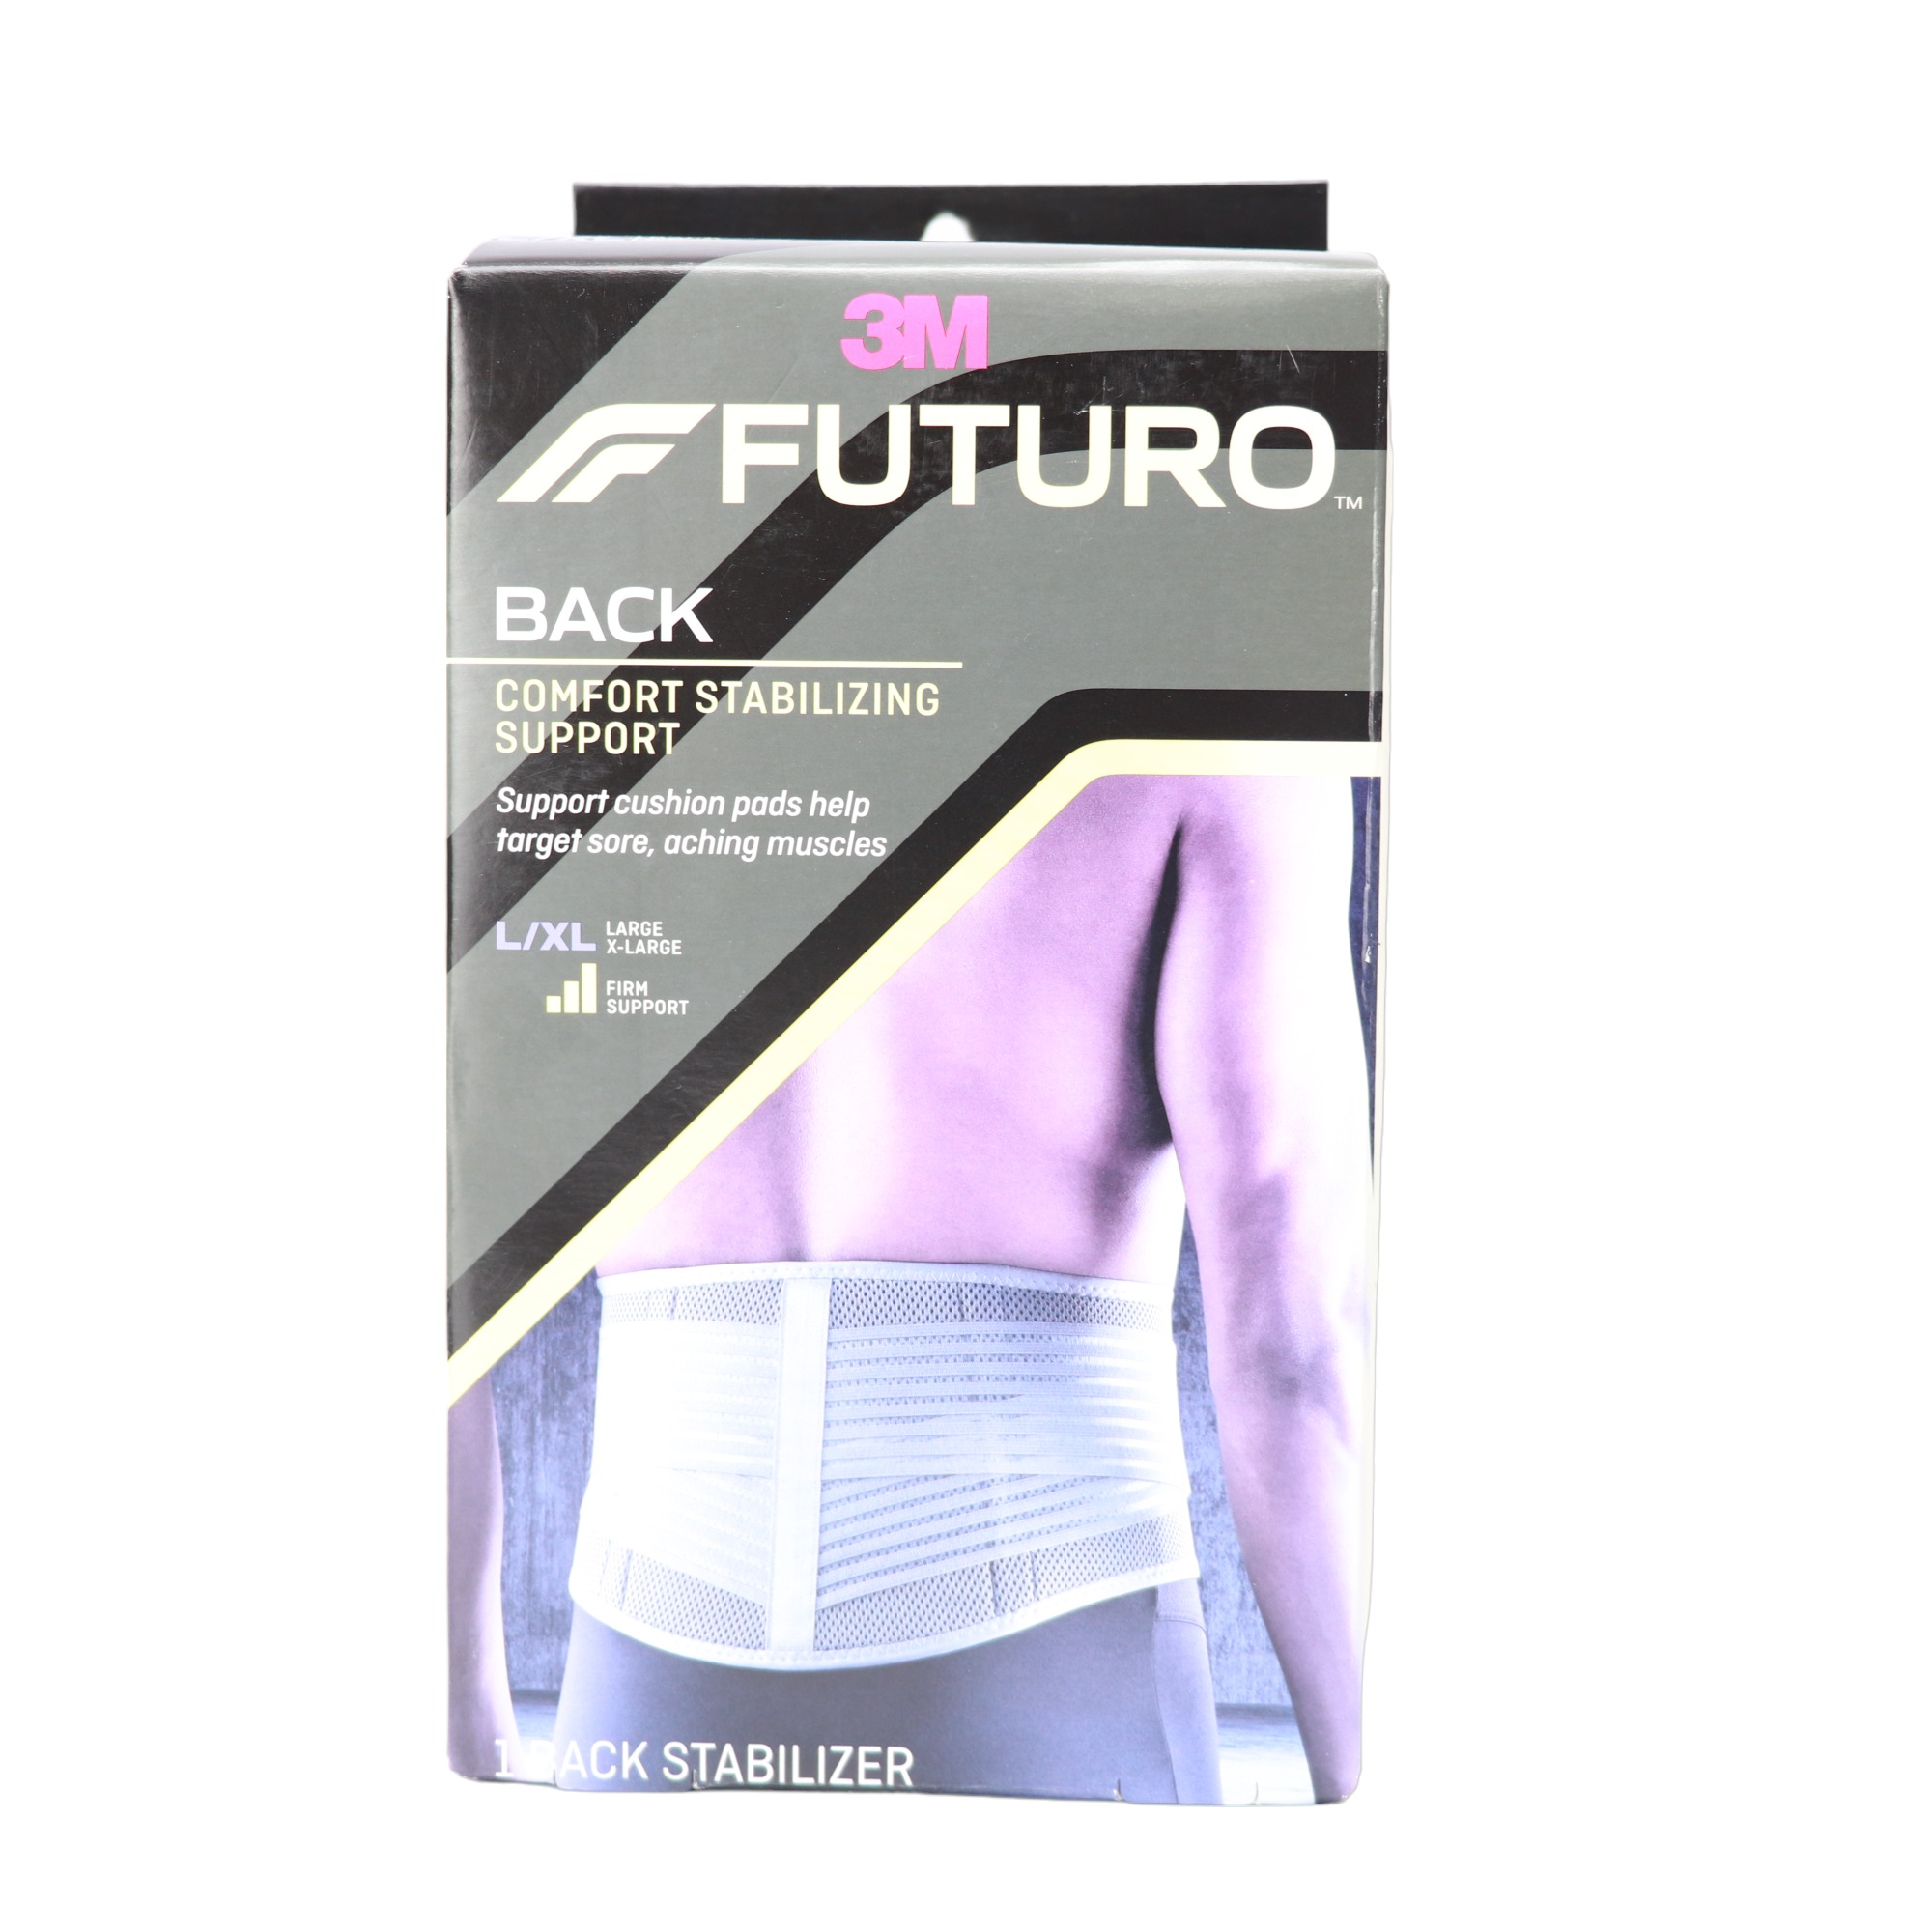 3M
FUTURO™
BACK
COMFORT STABILIZING
SUPPORT
Support cushion pads help
target sore, aching muscles
L/XL LARGE
X-LARGE
FIRM
SUPPORT
1 BACK STABILIZER